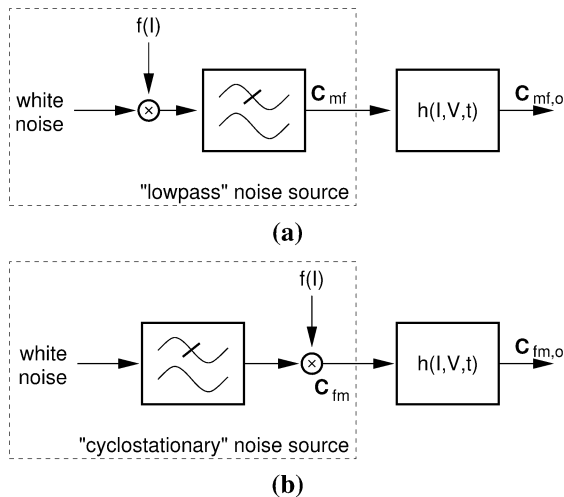 f(I)
white
noise
×
C mf
h(I,V,t)
C mf,o
"lowpass" noise source
(a)
f(I)
white
noise
×
C fm
h(I,V,t)
C fm,o
"cyclostationary" noise source
(b)